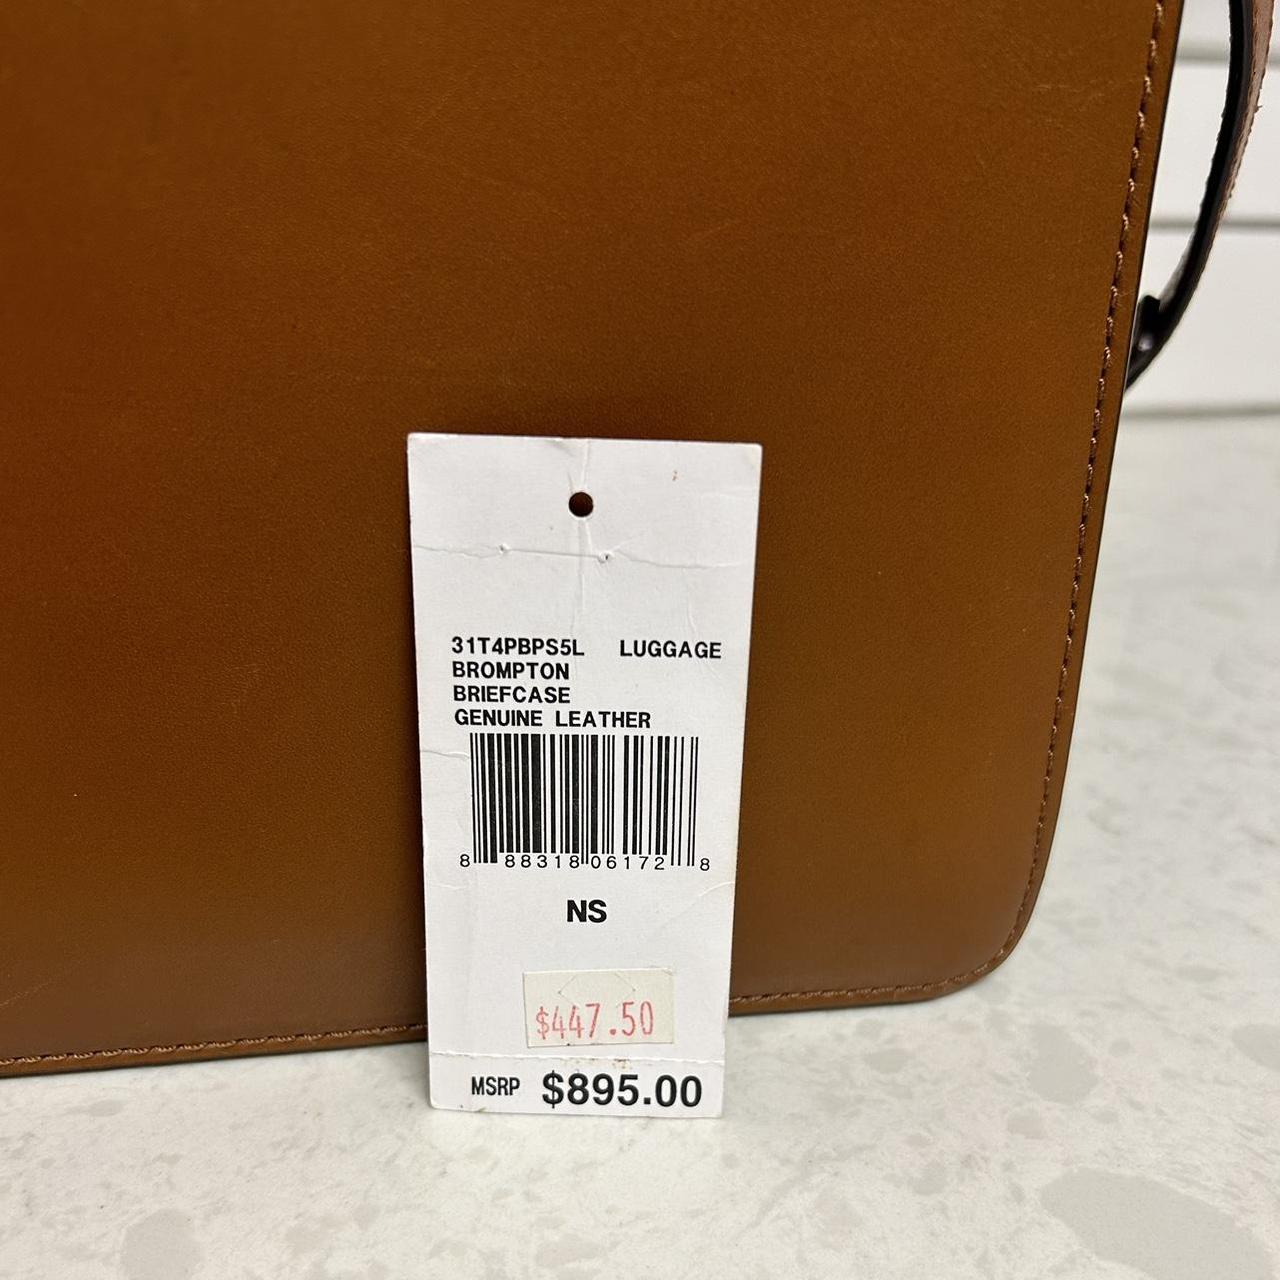 31T4PBPS5L LUGGAGE
BROMPTON
BRIEFCASE
GENUINE LEATHER
8 88318 06172 8
NS
$447.50
MSRP $895.00